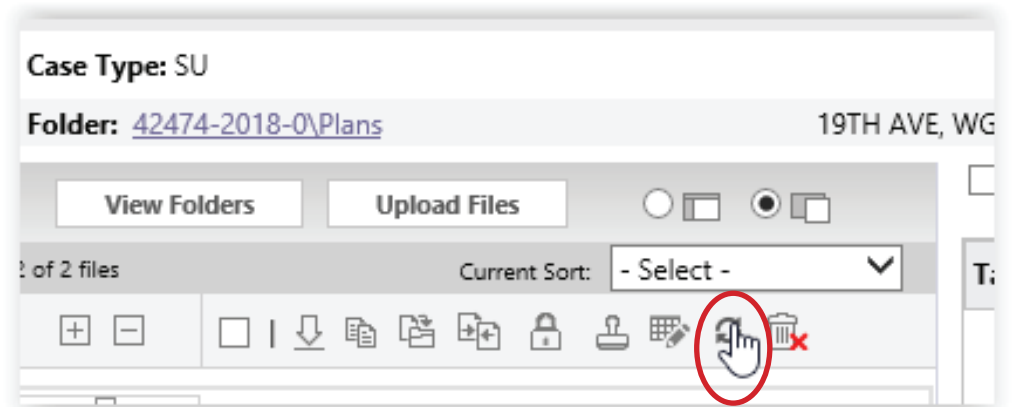 Case Type: SU
Folder: 42474-2018-0\Plans 19TH AVE, WG
View Folders Upload Files
of 2 files Current Sort: - Select -